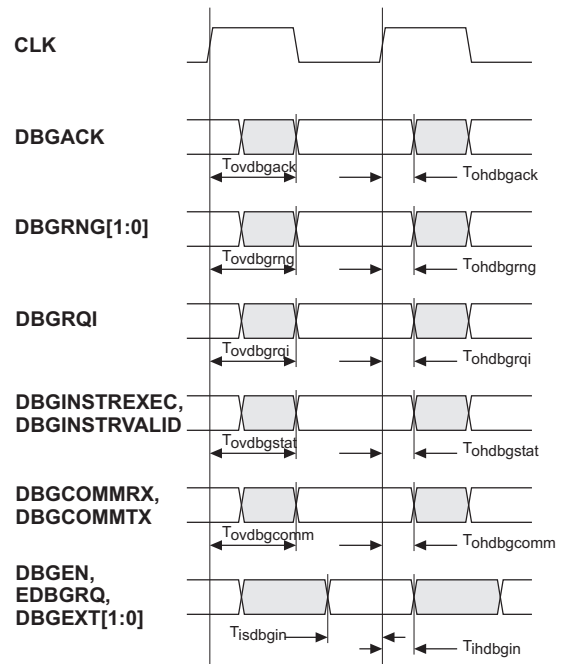 CLK
DBGACK
Tovdbgack
Tohdbgack
DBGRNG[1:0]
Tovdbgrng
Tohdbgrng
DBGRQI
Tovdbgrqi
Tohdbgrqi
DBGINSTREXEC,
DBGINSTRVALID
Tovdbgstat
Tohdbgstat
DBGCOMMRX,
DBGCOMMTX
Tovdbgcomm
Tohdbgcomm
DBGEN,
EDBGRQ,
DBGEXT[1:0]
Tisdbgin
Tihdbgin